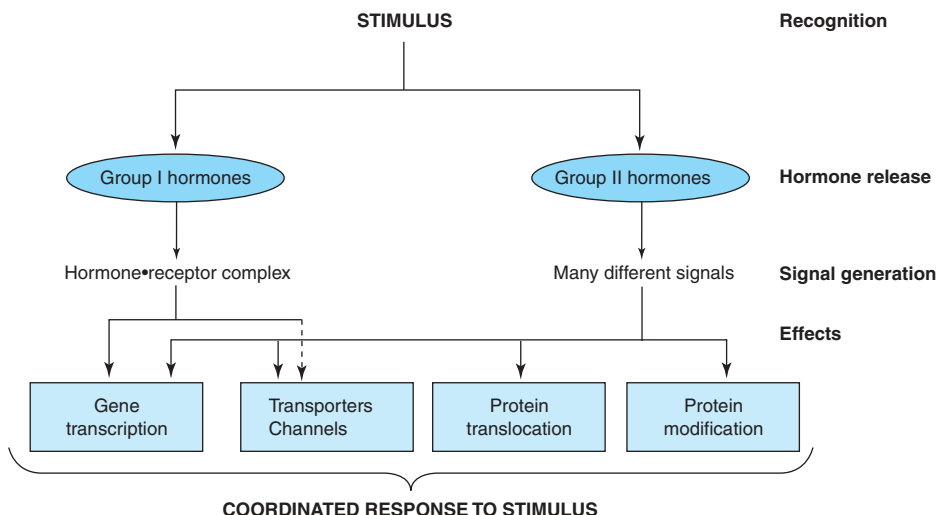 STIMULUS
Recognition
Group I hormones
Group II hormones
Hormone release
Hormone•receptor complex
Many different signals
Signal generation
Effects
Gene
transcription
Transporters
Channels
Protein
translocation
Protein
modification
COORDINATED RESPONSE TO STIMULUS